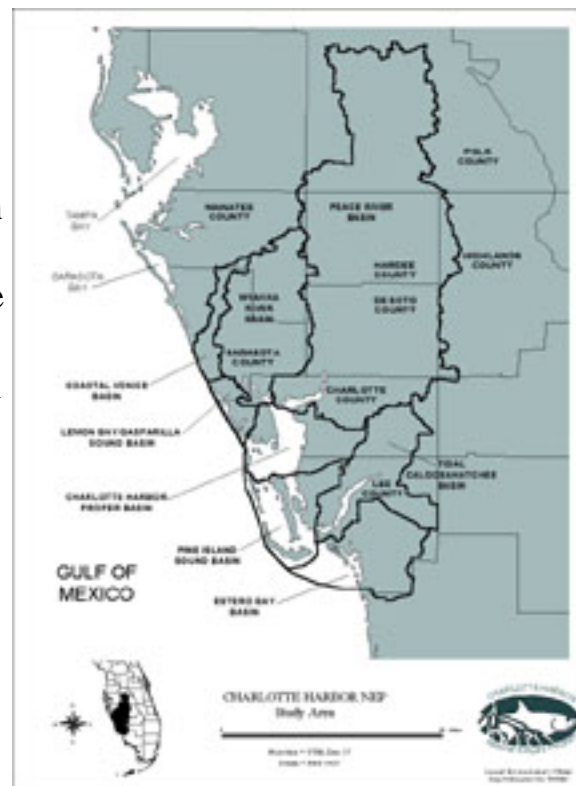 POLK
COUNTY
MANATEE
COUNTY
PEACE RIVER
BASIN
TAMPA
BAY
HIGHLANDS
COUNTY
HARDEE
COUNTY
SARASOTA
BAY
DE SOTO
COUNTY
MYAKKA
RIVER
BASIN
SARASOTA
COUNTY
COASTAL VENICE
BASIN
CHARLOTTE
COUNTY
LEMON BAY/GASPARILLA
SOUND BASIN
TIDAL
CALOOSAHATCHEE
BASIN
LEE
COUNTY
CHARLOTTE HARBOR
PROPER BASIN
PINE ISLAND
SOUND BASIN
GULF OF
MEXICO
ESTERO BAY
BASIN
CHARLOTTE HARBOR NEP
Study Area
CHARLOTTE HARBOR